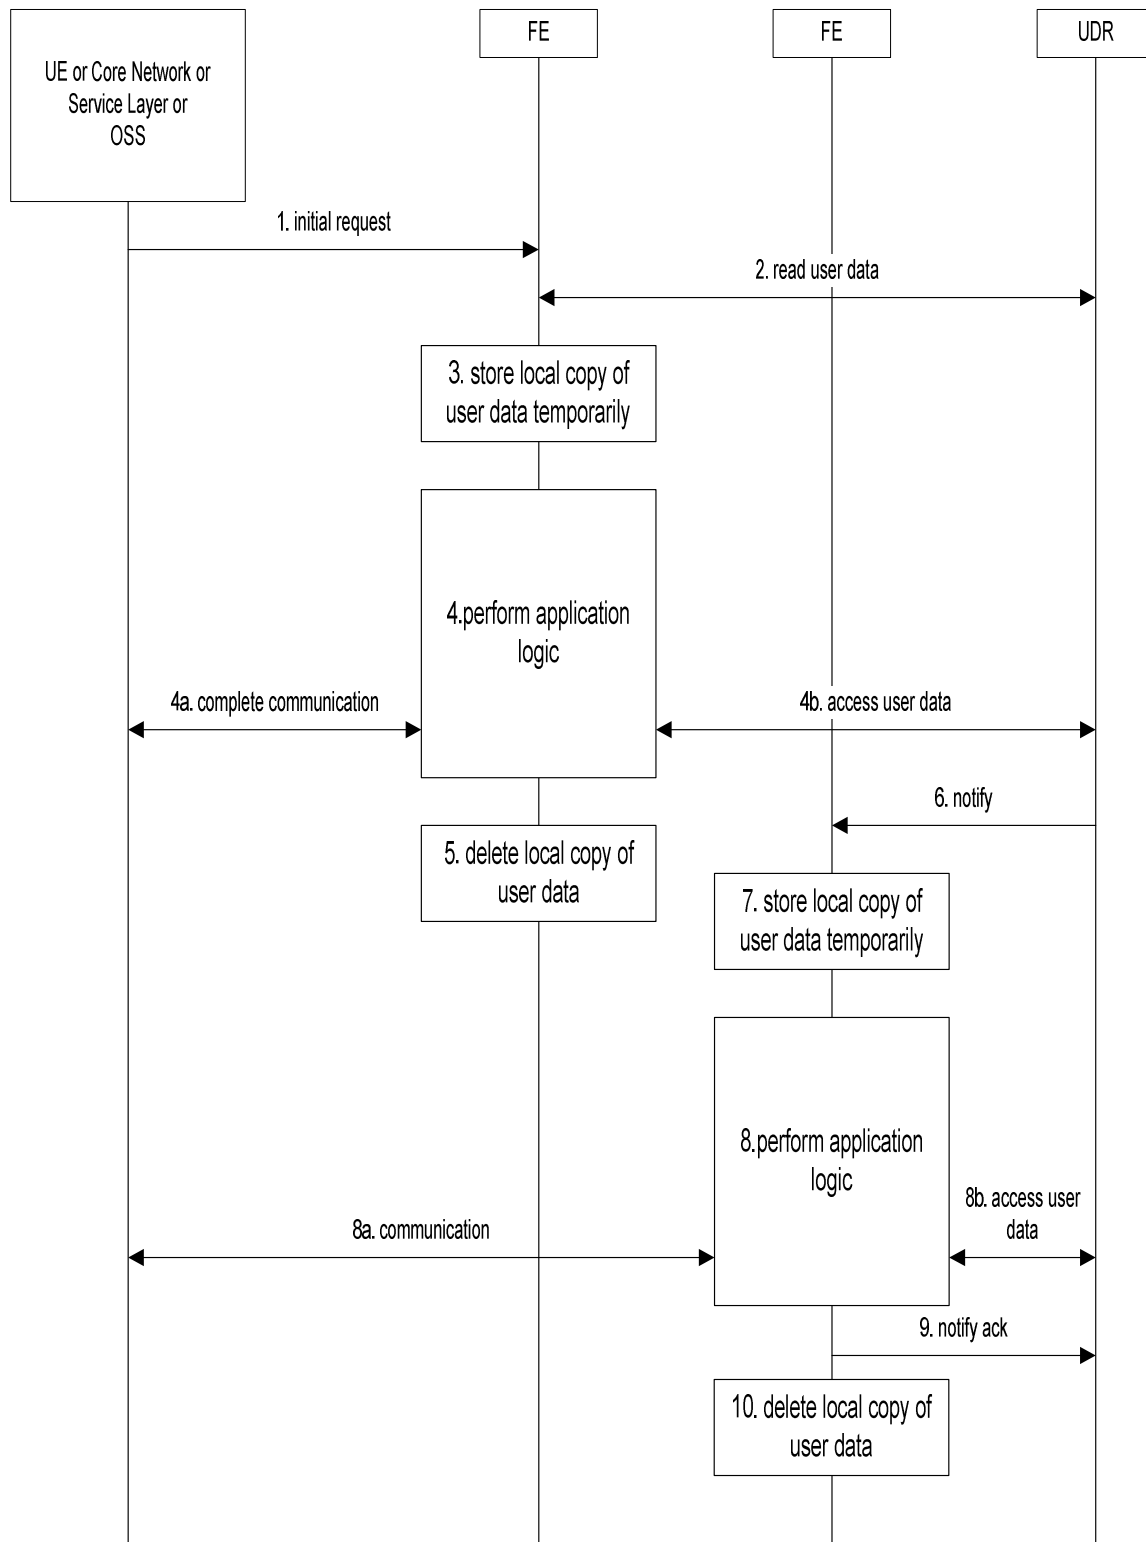 UE or Core Network or
Service Layer or
OSS
FE
FE
UDR
1. initial request
2. read user data
3. store local copy of
user data temporarily
4.perform application
logic
4a. complete communication
4b. access user data
6. notify
5. delete local copy of
user data
7. store local copy of
user data temporarily
8.perform application
logic
8b. access user
data
8a. communication
9. notify ack
10. delete local copy of
user data